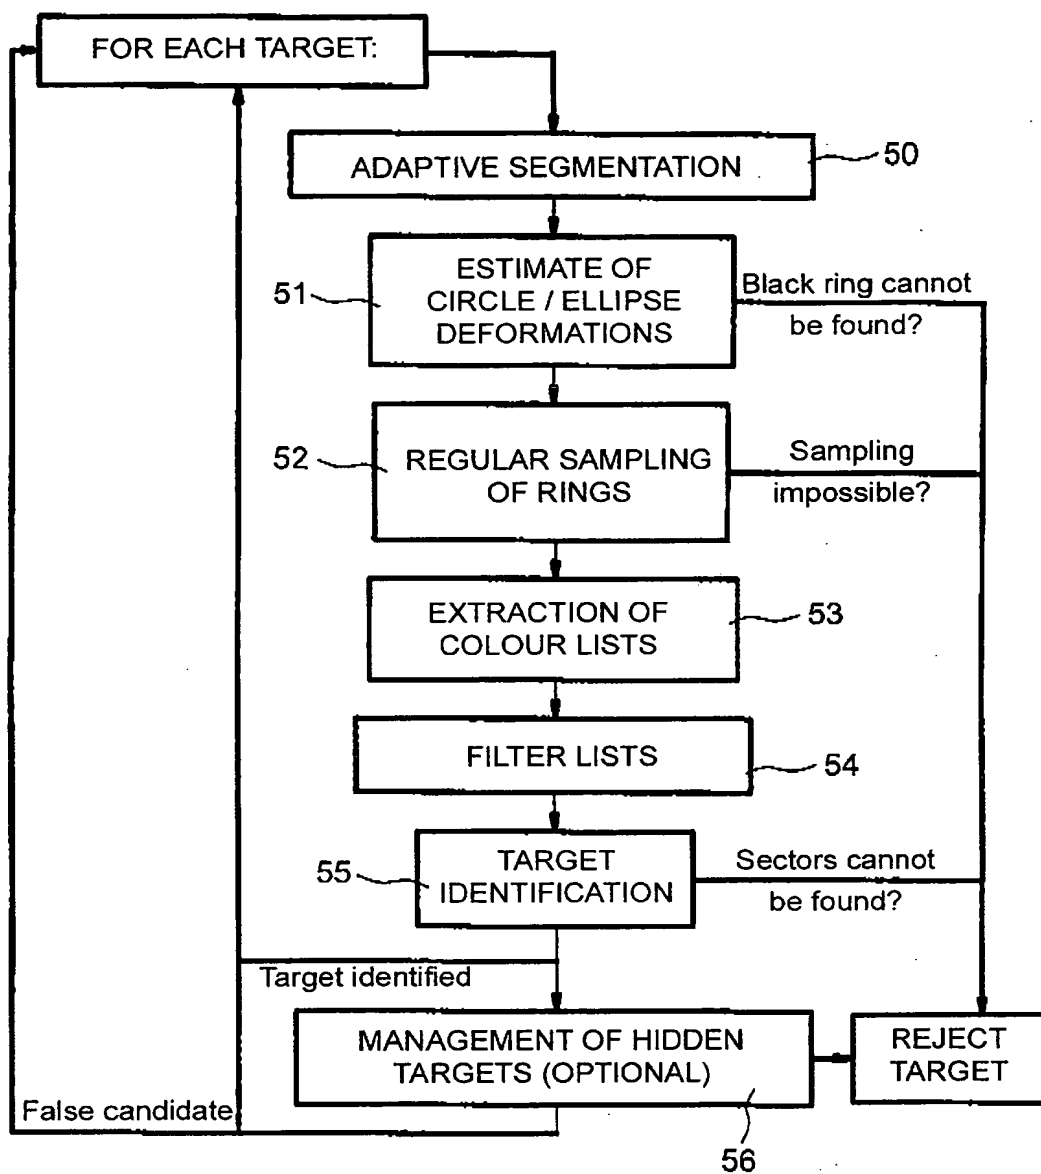 FOR EACH TARGET:
ADAPTIVE SEGMENTATION
50
ESTIMATE OF
CIRCLE / ELLIPSE
DEFORMATIONS
51
Black ring cannot
be found?
REGULAR SAMPLING
OF RINGS
52
Sampling
impossible?
EXTRACTION OF
COLOUR LISTS
53
FILTER LISTS
54
TARGET
IDENTIFICATION
55
Sectors cannot
be found?
Target identified
MANAGEMENT OF HIDDEN
TARGETS (OPTIONAL)
REJECT
TARGET
False candidate
56